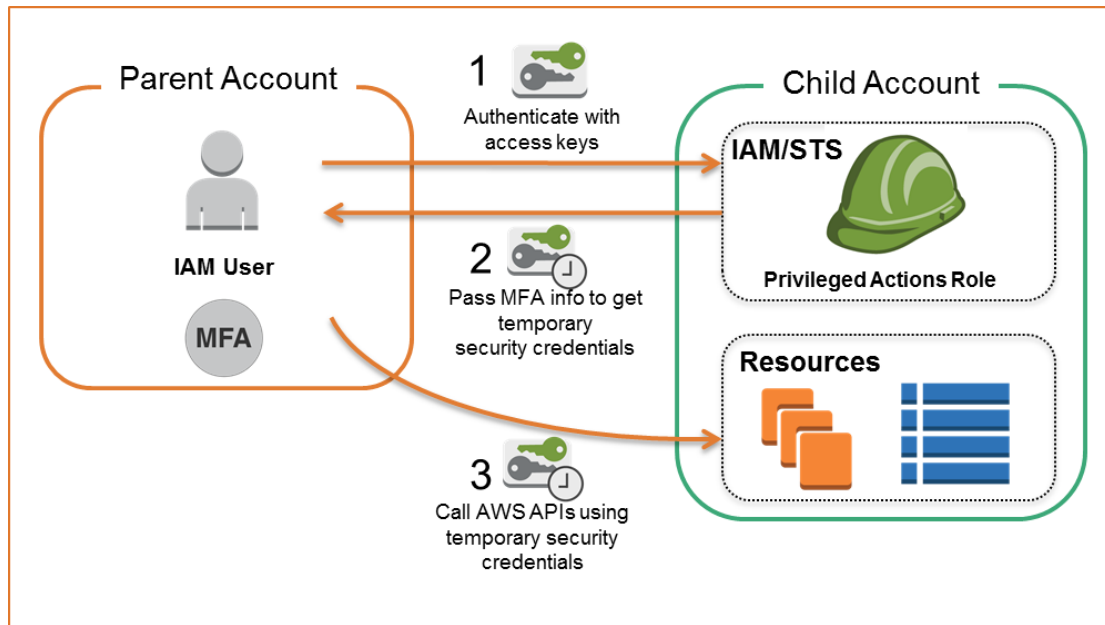 Parent Account
IAM User
MFA
1
Authenticate with
access keys
2
Pass MFA info to get
temporary
security credentials
3
Call AWS APIs using
temporary security
credentials
Child Account
IAM/STS
Privileged Actions Role
Resources